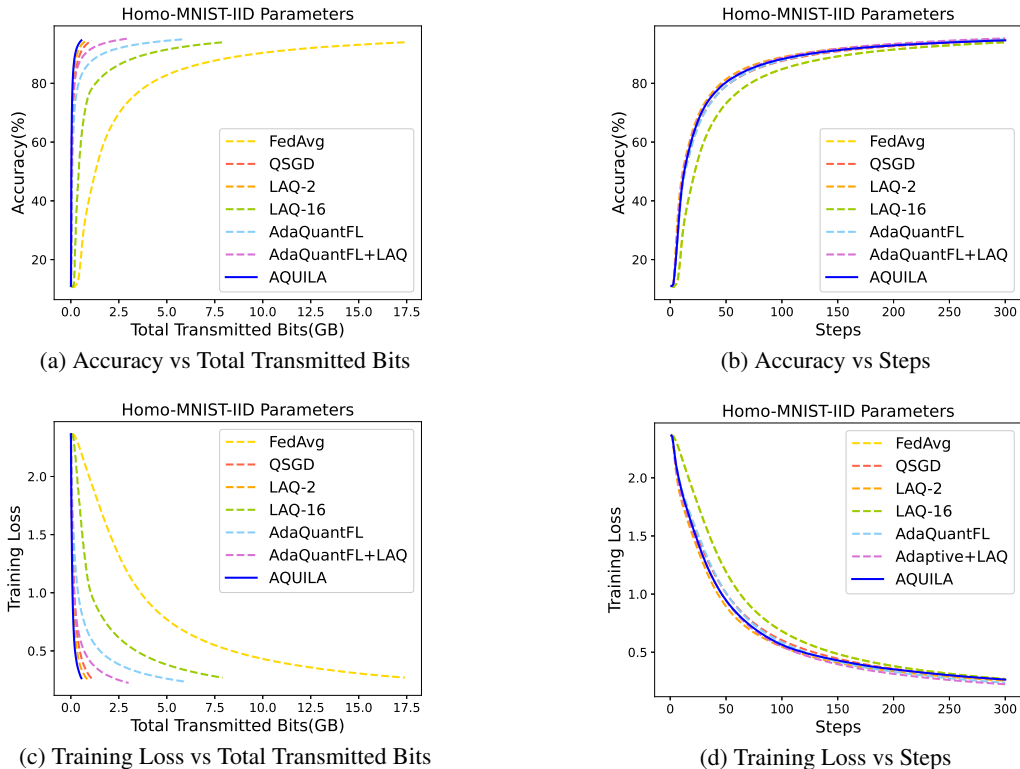 Homo-MNIST-IID Parameters
Accuracy(%)
80
60
40
20
FedAvg
QSGD
LAQ-2
LAQ-16
AdaQuantFL
AdaQuantFL+LAQ
AQUILA
0.0 2.5 5.0 7.5 10.0 12.5 15.0 17.5
Total Transmitted Bits(GB)
(a) Accuracy vs Total Transmitted Bits
Homo-MNIST-IID Parameters
Accuracy(%)
80
60
40
20
FedAvg
QSGD
LAQ-2
LAQ-16
AdaQuantFL
AdaQuantFL+LAQ
AQUILA
0 50 100 150 200 250 300
Steps
(b) Accuracy vs Steps
Homo-MNIST-IID Parameters
Training Loss
2.0
1.5
1.0
0.5
FedAvg
QSGD
LAQ-2
LAQ-16
AdaQuantFL
AdaQuantFL+LAQ
AQUILA
0.0 2.5 5.0 7.5 10.0 12.5 15.0 17.5
Total Transmitted Bits(GB)
(c) Training Loss vs Total Transmitted Bits
Homo-MNIST-IID Parameters
Training Loss
2.0
1.5
1.0
0.5
FedAvg
QSGD
LAQ-2
LAQ-16
AdaQuantFL
Adaptive+LAQ
AQUILA
0 50 100 150 200 250 300
Steps
(d) Training Loss vs Steps